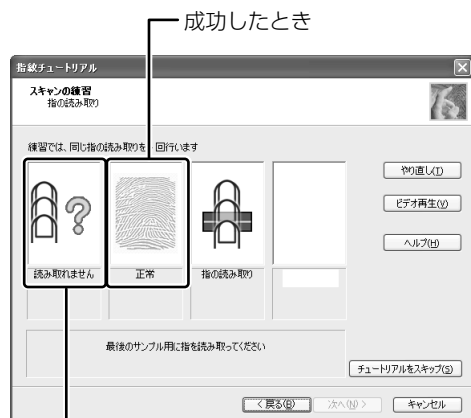 成功したとき
指紋チュートリアル
スキャンの練習
指の読み取り
練習では、同じ指の読み取りを 回行います
やり直し(T)
ビデオ再生(V)
ヘルプ(H)
読み取れません
正常
指の読み取り
最後のサンプル用に指を読み取ってください
チュートリアルをスキップ(S)
< 戻る(B)
次へ(N) >
キャンセル